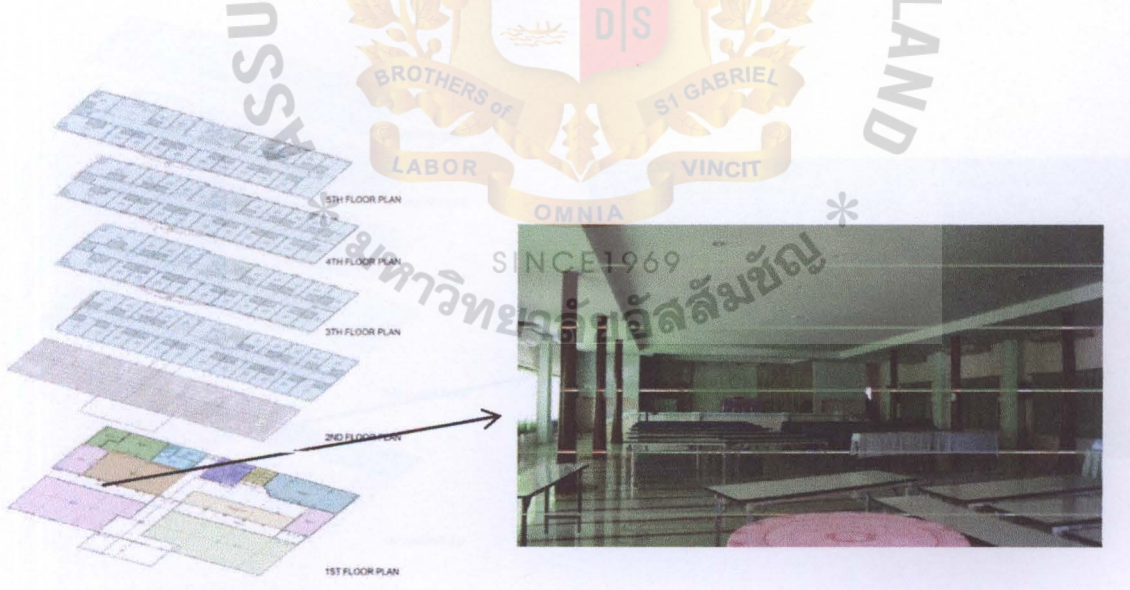 D S
BROTHERS of
ST GABRIEL
LABOR
VINCIT
OMNIA
SINCE1969
มหาวิทยาลัยอัสสัมชัญ
*
*
LAND
5TH FLOOR PLAN
4TH FLOOR PLAN
3TH FLOOR PLAN
2ND FLOOR PLAN
1ST FLOOR PLAN